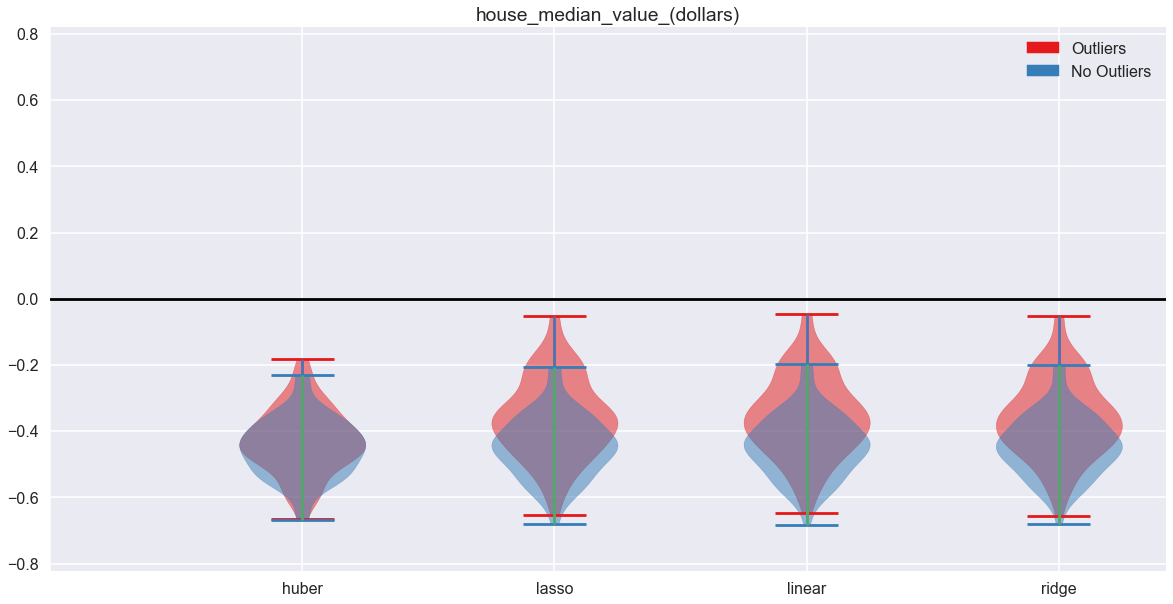 house_median_value_(dollars)
0.8
0.6
0.4
0.2
0.0
−0.2
−0.4
−0.6
−0.8
Outliers
No Outliers
huber
lasso
linear
ridge